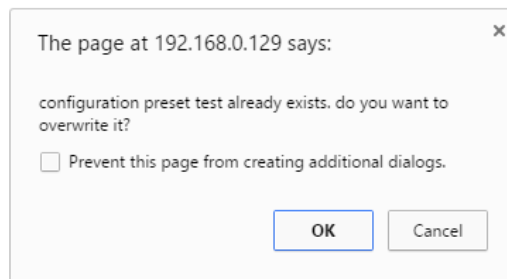 The page at 192.168.0.129 says:
configuration preset test already exists. do you want to
overwrite it?
Prevent this page from creating additional dialogs.
OK Cancel